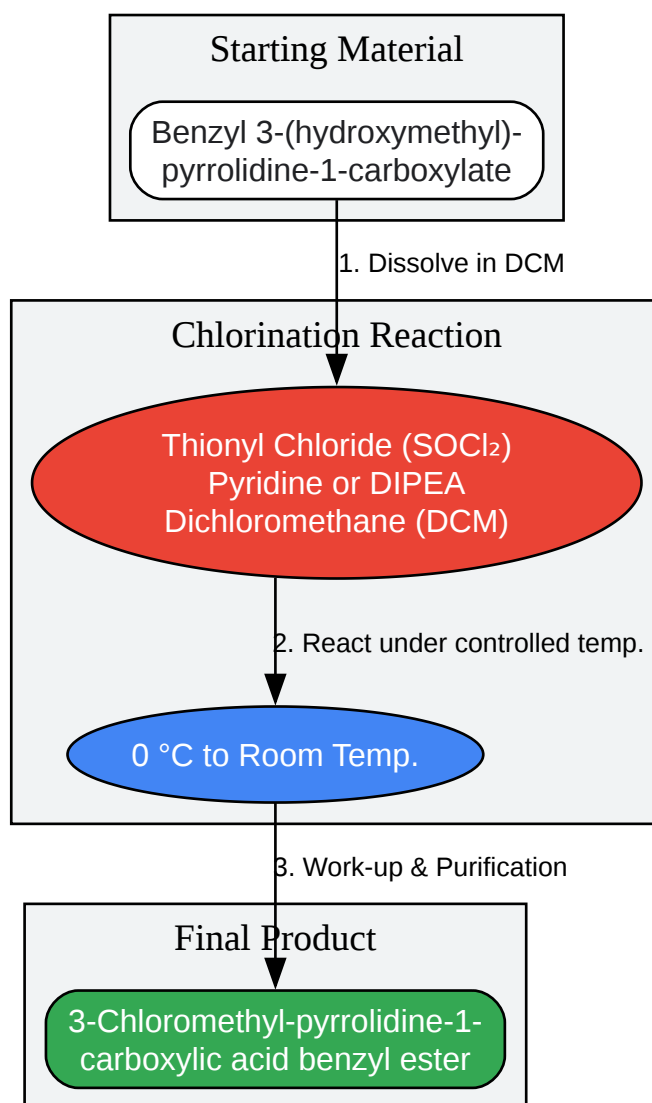 Starting Material
Benzyl 3-(hydroxymethyl)-
pyrrolidine-1-carboxylate
1. Dissolve in DCM
Chlorination Reaction
Thionyl Chloride (SOCl₂)
Pyridine or DIPEA
Dichloromethane (DCM)
2. React under controlled temp.
0 °C to Room Temp.
3. Work-up & Purification
Final Product
3-Chloromethyl-pyrrolidine-1-
carboxylic acid benzyl ester